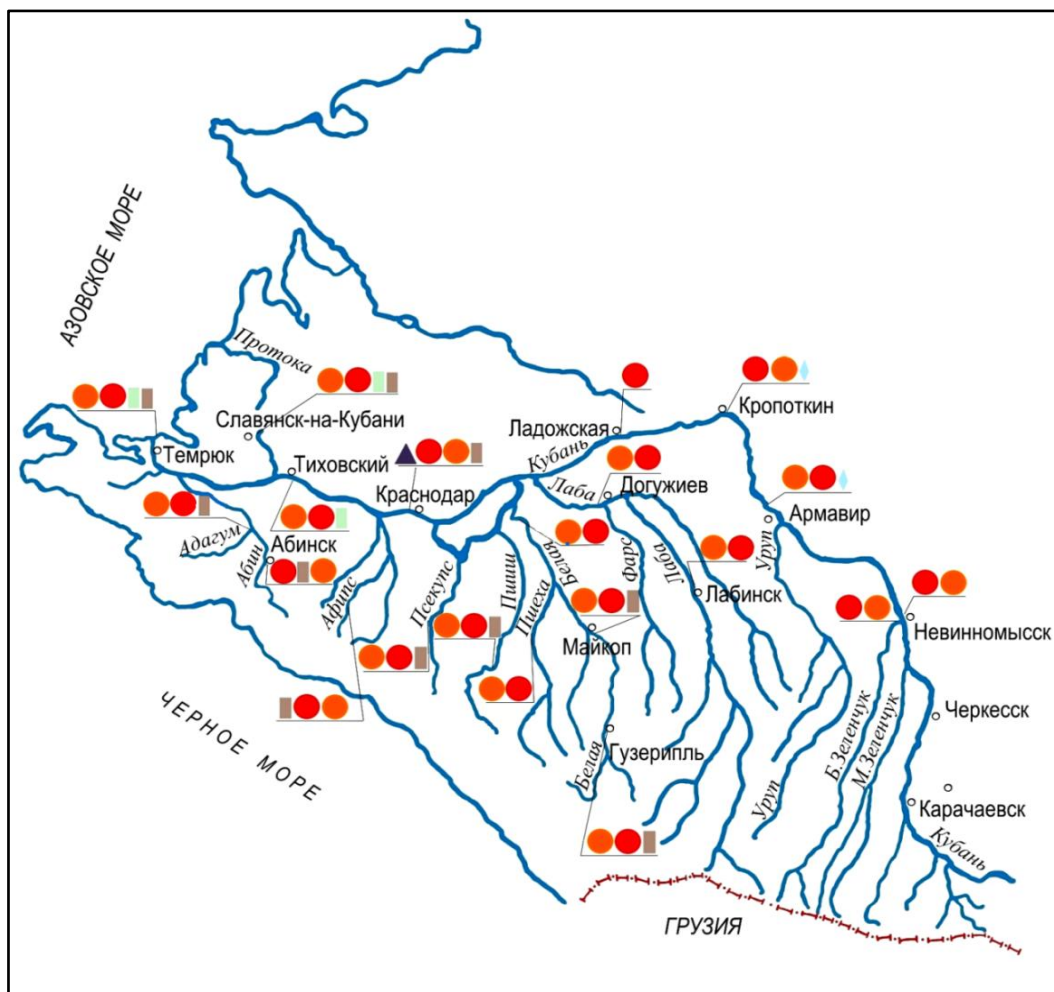 АЗОВСКОЕ МОРЕ
Протока
Славянск-на-Кубани
Темрюк
Тиховский
Краснодар
Ладожская
Кубань
Кропоткин
Лаба
Догужиев
Армавир
Уруп
Адагум
Абинск
Абин
Афипс
Псекупс
Пшиш
Пшеха
Белая
Фарс
Лаба
Лабинск
Майкоп
Невинномысск
ЧЕРНОЕ МОРЕ
Белая
Гузерипль
Уруп
Б.Зеленчук
М.Зеленчук
Черкесск
Карачаевск
Кубань
ГРУЗИЯ